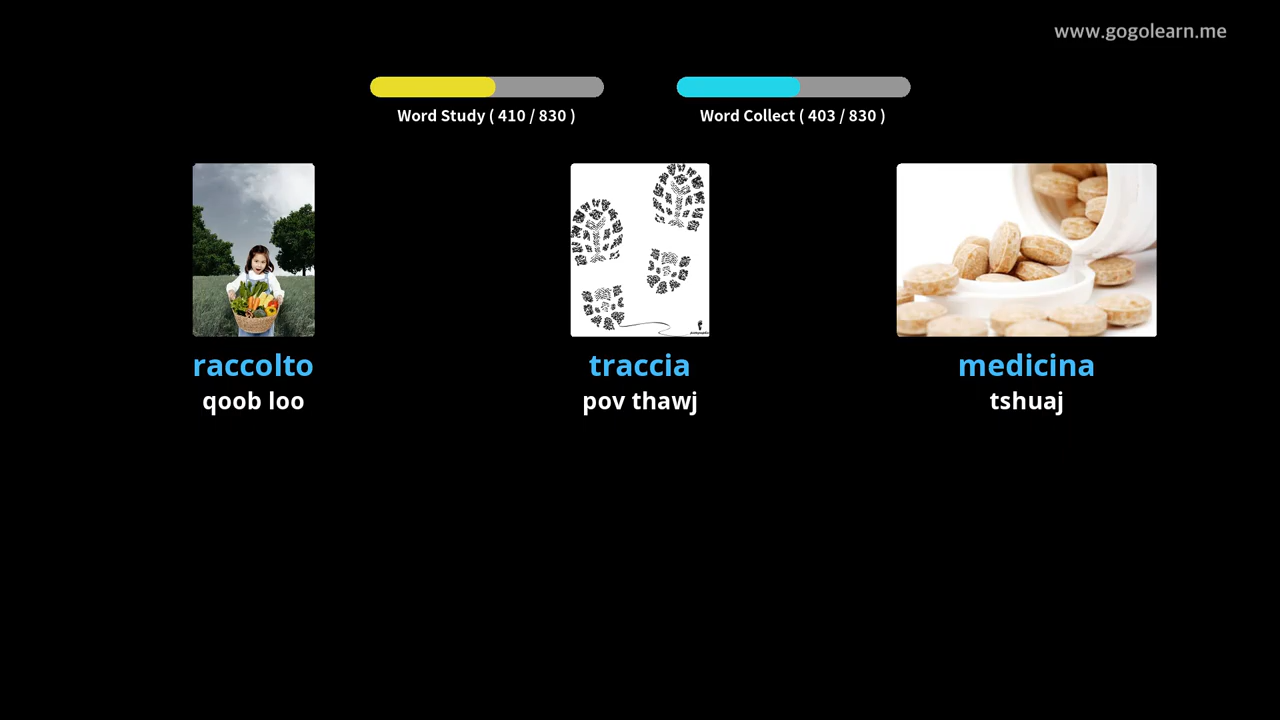 www.gogolearn.me
Word Study ( 410 / 830 )
Word Collect ( 403 / 830 )
raccolto
qoob loo
traccia
pov thawj
medicina
tshuaj